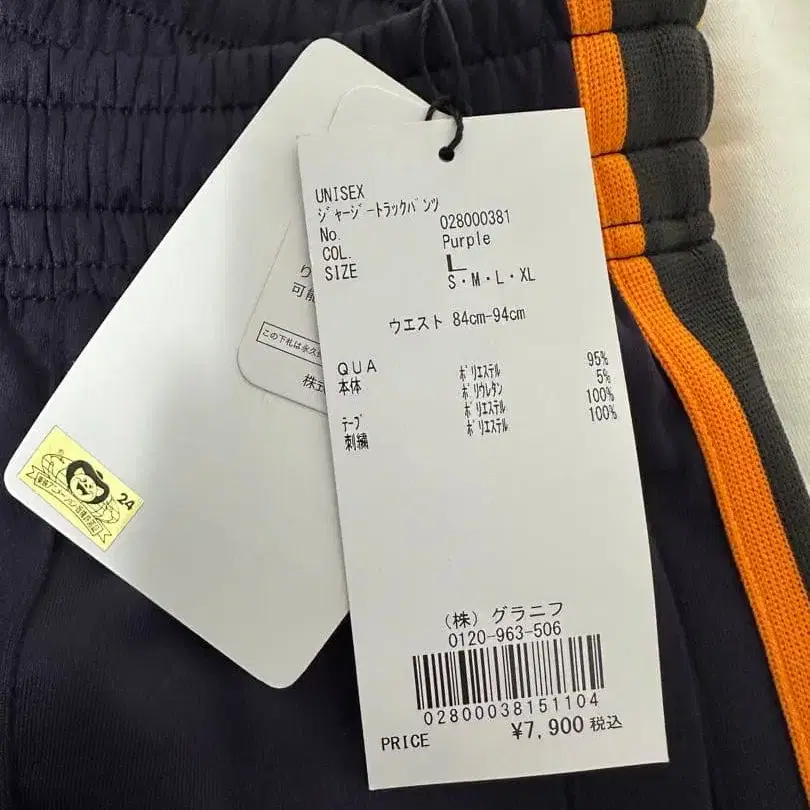 UNISEX
ジャージートラックパンツ
No. 028000381
COL. Purple
SIZE L
S・M・L・XL
ウエスト 84cm-94cm
QUA
本体 ポリエステル 95%
ポリウレタン 5%
テープ ポリエステル 100%
刺繍 ポリエステル 100%
(株) グラニフ
0120-963-506
02800038151104
PRICE ¥7,900 税込
り
可能
この下札は永久
株式
24